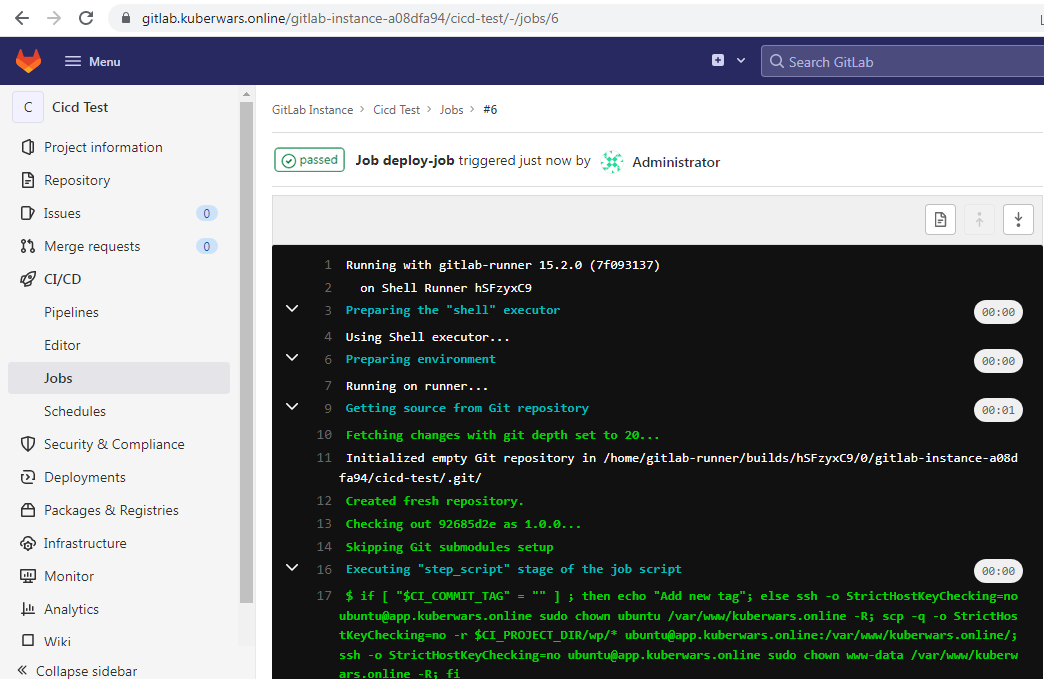 gitlab.kuberwars.online/gitlab-instance-a08dfa94/cicd-test/-/jobs/6
Menu
Search GitLab
C Cicd Test
Project information
Repository
Issues 0
Merge requests 0
CI/CD
Pipelines
Editor
Jobs
Schedules
Security & Compliance
Deployments
Packages & Registries
Infrastructure
Monitor
Analytics
Wiki
Collapse sidebar
GitLab Instance > Cicd Test > Jobs > #6
passed Job deploy-job triggered just now by Administrator
1 Running with gitlab-runner 15.2.0 (7f093137)
2 on Shell Runner hSFzyxC9
3 Preparing the "shell" executor 00:00
4 Using Shell executor...
6 Preparing environment 00:00
7 Running on runner...
9 Getting source from Git repository 00:01
10 Fetching changes with git depth set to 20...
11 Initialized empty Git repository in /home/gitlab-runner/builds/hSFzyxC9/0/gitlab-instance-a08d
fa94/cicd-test/.git/
12 Created fresh repository.
13 Checking out 92685d2e as 1.0.0...
14 Skipping Git submodules setup
16 Executing "step_script" stage of the job script 00:00
17 $ if [ "$CI_COMMIT_TAG" = "" ] ; then echo "Add new tag"; else ssh -o StrictHostKeyChecking=no
ubuntu@app.kuberwars.online sudo chown ubuntu /var/www/kuberwars.online -R; scp -q -o StrictHos
tKeyChecking=no -r $CI_PROJECT_DIR/wp/* ubuntu@app.kuberwars.online:/var/www/kuberwars.online/;
ssh -o StrictHostKeyChecking=no ubuntu@app.kuberwars.online sudo chown www-data /var/www/kuberw
ars.online -R; fi